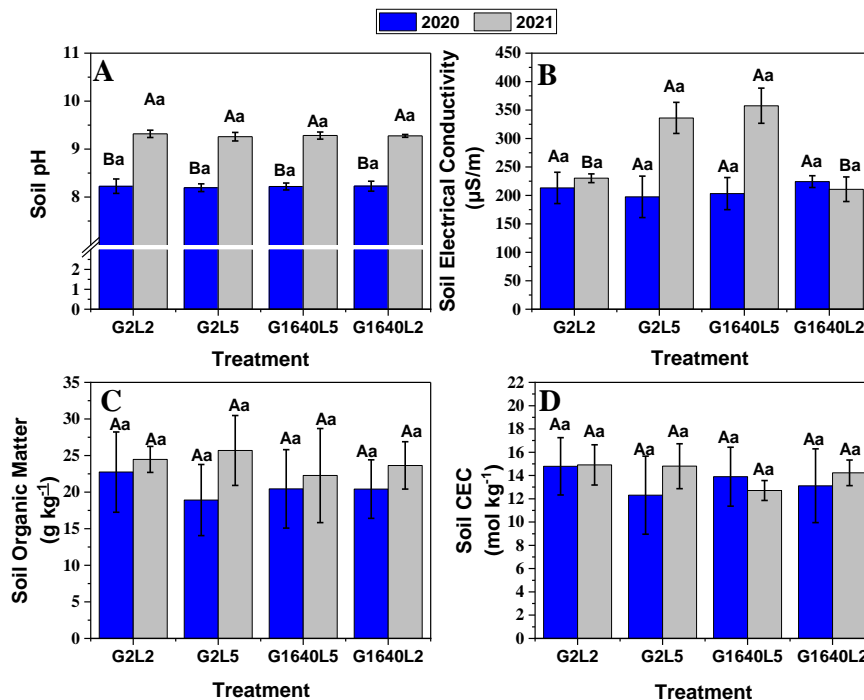 2020 2021
A
Soil pH
11
10
9
8
2
1
0
Ba Aa Ba Aa Ba Aa Ba Aa
G2L2 G2L5 G1640L5 G1640L2
Treatment
B
Soil Electrical Conductivity
(µS/m)
450
400
350
300
250
200
150
100
50
0
Aa Ba Aa Aa Aa Aa Aa Ba
G2L2 G2L5 G1640L5 G1640L2
Treatment
C
Soil Organic Matter
(g kg⁻¹)
35
30
25
20
15
10
5
0
Aa Aa Aa Aa Aa Aa Aa Aa
G2L2 G2L5 G1640L5 G1640L2
Treatment
D
Soil CEC
(mol kg⁻¹)
22
20
18
16
14
12
10
8
6
4
2
0
Aa Aa Aa Aa Aa Aa Aa Aa
G2L2 G2L5 G1640L5 G1640L2
Treatment